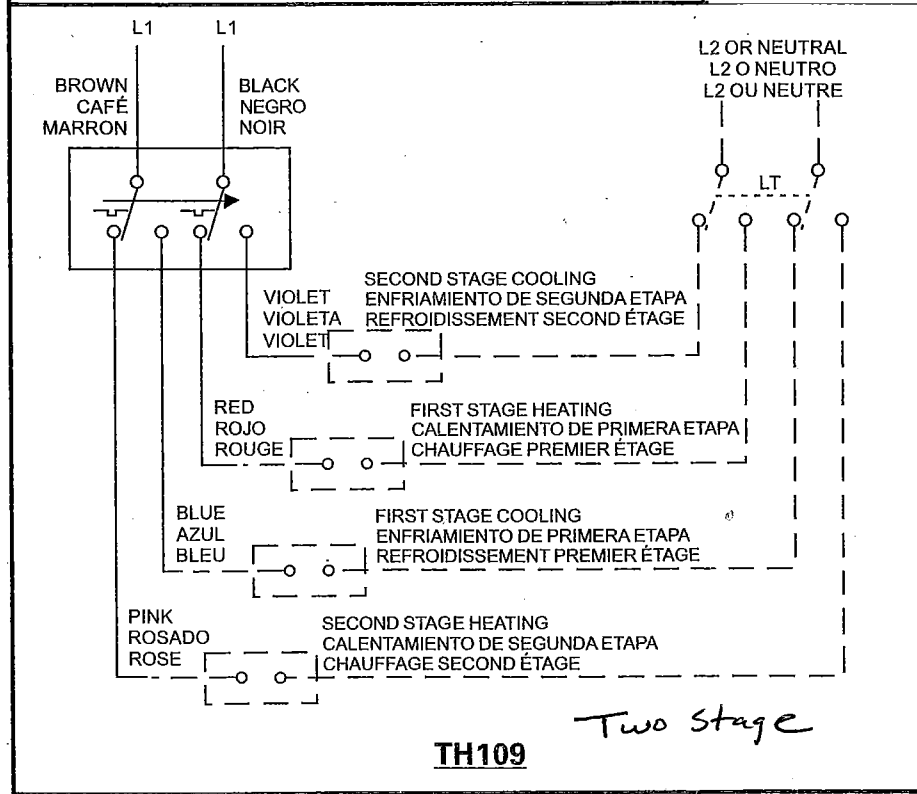 L1 L1
BROWN
CAFÉ
MARRON
BLACK
NEGRO
NOIR
L2 OR NEUTRAL
L2 O NEUTRO
L2 OU NEUTRE
LT
VIOLET
VIOLETA
VIOLET
SECOND STAGE COOLING
ENFRIAMIENTO DE SEGUNDA ETAPA
REFROIDISSEMENT SECOND ÉTAGE
RED
ROJO
ROUGE
FIRST STAGE HEATING
CALENTAMIENTO DE PRIMERA ETAPA
CHAUFFAGE PREMIER ÉTAGE
BLUE
AZUL
BLEU
FIRST STAGE COOLING
ENFRIAMIENTO DE PRIMERA ETAPA
REFROIDISSEMENT PREMIER ÉTAGE
PINK
ROSADO
ROSE
SECOND STAGE HEATING
CALENTAMIENTO DE SEGUNDA ETAPA
CHAUFFAGE SECOND ÉTAGE
Two Stage
TH109